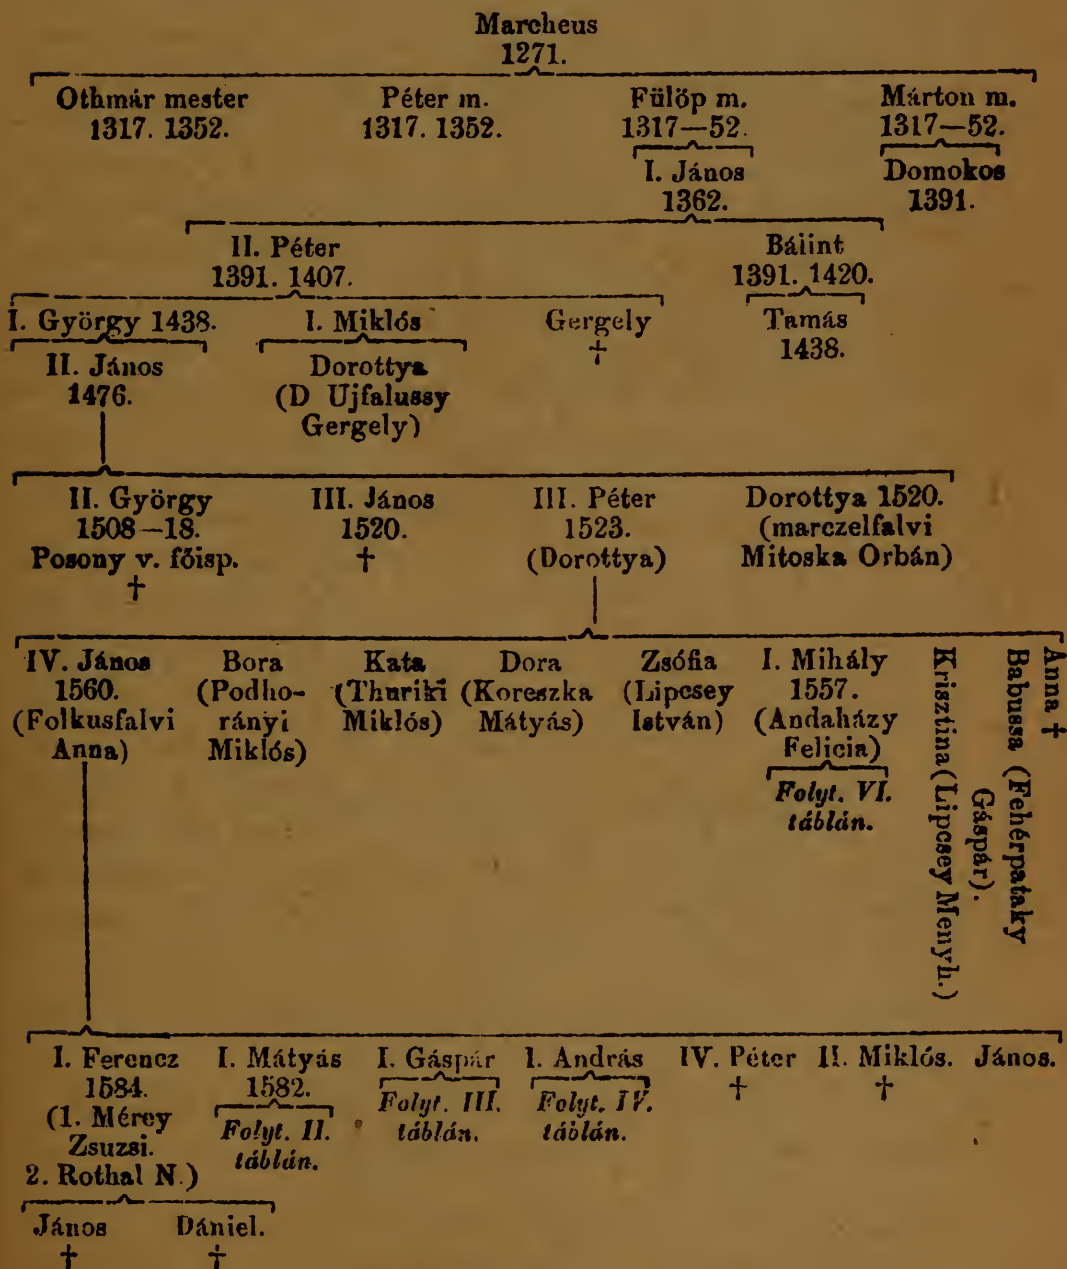 Marcheus
1271.
Othmár mester Péter m. Fülöp m. Márton m.
1317. 1352. 1317. 1352. 1317—52. 1317—52.
I. János Domokos
1362. 1391.
II. Péter Bálint
1391. 1407. 1391. 1420.
I. György 1438. I. Miklós Gergely Tamás
† 1438.
II. János Dorottya
1476. (D Ujfalussy
Gergely)
II. György III. János III. Péter Dorottya 1520.
1508—18. 1520. 1523. (marczelfalvi
Posony v. főisp. † (Dorottya) Mitoska Orbán)
†
IV. János Bora Kata Dora Zsófia I. Mihály
1560. (Podho- (Thuriki (Koreszka (Lipcsey 1557.
(Folkusfalvi rányi Miklós) Mátyás) István) (Andaházy
Anna) Miklós) Felicia)
Folyt. VI.
táblán.
Krisztina (Lipcsey Menyh.)
Babussa (Fehérpataky
Gáspár).
Anna †
I. Ferencz I. Mátyás I. Gáspár I. András IV. Péter II. Miklós. János.
1584. 1582. Folyt. III. Folyt. IV. † †
(1. Mérey Folyt. II. táblán. táblán.
Zsuzsi. táblán.
2. Rothal N.)
János Dániel.
† †